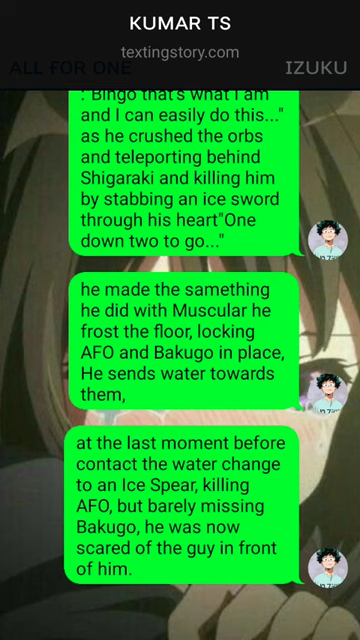 KUMAR TS
textingstory.com
ALL FOR ONE
IZUKU
:"Bingo that's what I am
and I can easily do this..."
as he crushed the orbs
and teleporting behind
Shigaraki and killing him
by stabbing an ice sword
through his heart"One
down two to go..."
he made the samething
he did with Muscular he
frost the floor, locking
AFO and Bakugo in place,
He sends water towards
them,
at the last moment before
contact the water change
to an Ice Spear, killing
AFO, but barely missing
Bakugo, he was now
scared of the guy in front
of him.